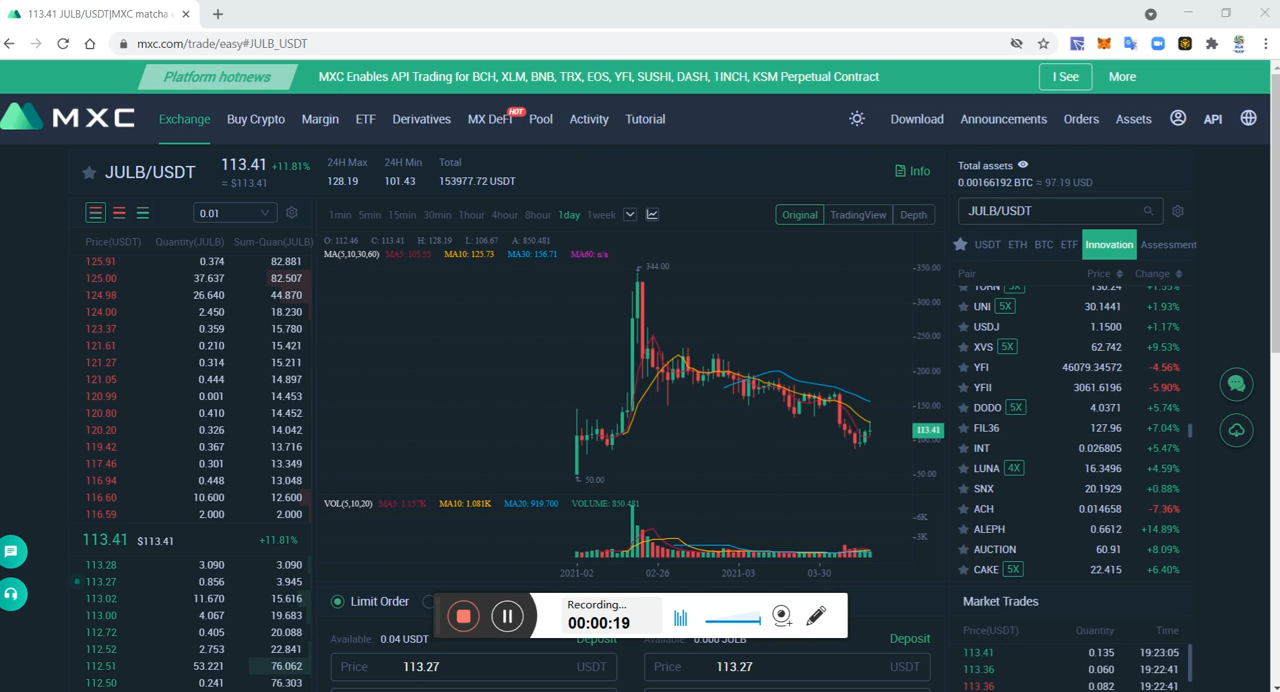 113.41 JULB/USDT|MXC matcha
mxc.com/trade/easy#JULB_USDT
Platform hotnews MXC Enables API Trading for BCH, XLM, BNB, TRX, EOS, YFI, SUSHI, DASH, 1INCH, KSM Perpetual Contract I See More
MXC Exchange Buy Crypto Margin ETF Derivatives MX DeFi HOT Pool Activity Tutorial Download Announcements Orders Assets API
JULB/USDT 113.41 +11.81% ≈ $113.41
24H Max 24H Min Total
128.19 101.43 153977.72 USDT
Info
Total assets
0.00166192 BTC ≈ 97.19 USD
0.01
1min 5min 15min 30min 1hour 4hour 8hour 1day 1week Original TradingView Depth
JULB/USDT
USDT ETH BTC ETF Innovation Assessment
Price(USDT) Quantity(JULB) Sum-Quan(JULB)
125.91 0.374 82.881
125.00 37.637 82.507
124.98 26.640 44.870
124.00 2.450 18.230
123.37 0.359 15.780
121.61 0.210 15.421
121.27 0.314 15.211
121.05 0.444 14.897
120.99 0.001 14.453
120.80 0.410 14.452
120.20 0.326 14.042
119.42 0.367 13.716
117.46 0.301 13.349
116.94 0.448 13.048
116.60 10.600 12.600
116.59 2.000 2.000
113.41 $113.41 +11.81%
113.28 3.090 3.090
113.27 0.856 3.945
113.02 11.670 15.616
113.00 4.067 19.683
112.72 0.405 20.088
112.52 2.753 22.841
112.51 53.221 76.062
112.50 0.241 76.303
O: 112.46 C: 113.41 H: 128.19 L: 106.67 A: 850.481
MA(5,10,30,60) MA5: 105.55 MA10: 125.73 MA30: 156.71 MA60: n/a
344.00
50.00
350.00
300.00
250.00
200.00
150.00
113.41
100.00
50.00
VOL(5,10,20) MA5: 1.157K MA10: 1.081K MA20: 919.700 VOLUME: 850.481
6K
3K
2021-02 02-26 2021-03 03-30
Pair Price Change
TORN 5X 130.24 +1.55%
UNI 5X 30.1441 +1.93%
USDJ 1.1500 +1.17%
XVS 5X 62.742 +9.53%
YFI 46079.34572 -4.56%
YFII 3061.6196 -5.90%
DODO 5X 4.0371 +5.74%
FIL36 127.96 +7.04%
INT 0.026805 +5.47%
LUNA 4X 16.3496 +4.59%
SNX 20.1929 +0.88%
ACH 0.014658 -7.36%
ALEPH 0.6612 +14.89%
AUCTION 60.91 +8.09%
CAKE 5X 22.415 +6.40%
Limit Order
Recording...
00:00:19
Available: 0.04 USDT Deposit
Available: 0.000 JULB Deposit
Price 113.27 USDT
Price 113.27 USDT
Market Trades
Price(USDT) Quantity Time
113.41 0.135 19:23:05
113.36 0.060 19:22:41
113.36 0.082 19:22:41